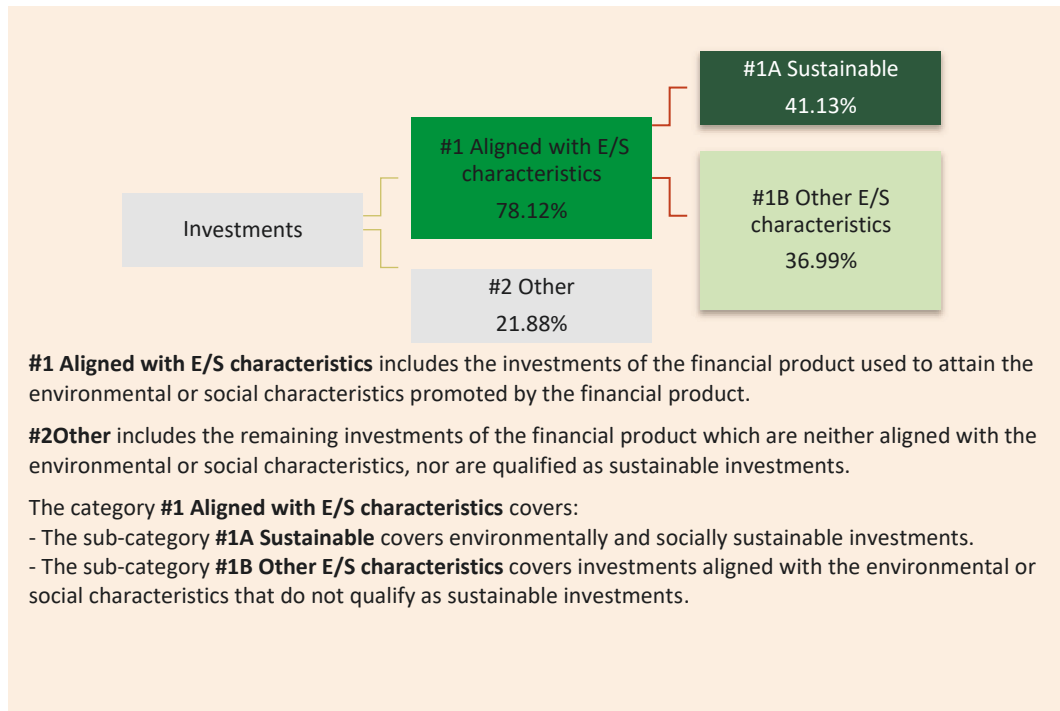 #1A Sustainable
41.13%
#1 Aligned with E/S
characteristics
78.12%
#1B Other E/S
characteristics
36.99%
Investments
#2 Other
21.88%
#1 Aligned with E/S characteristics includes the investments of the financial product used to attain the
environmental or social characteristics promoted by the financial product.
#2Other includes the remaining investments of the financial product which are neither aligned with the
environmental or social characteristics, nor are qualified as sustainable investments.
The category #1 Aligned with E/S characteristics covers:
- The sub-category #1A Sustainable covers environmentally and socially sustainable investments.
- The sub-category #1B Other E/S characteristics covers investments aligned with the environmental or
social characteristics that do not qualify as sustainable investments.